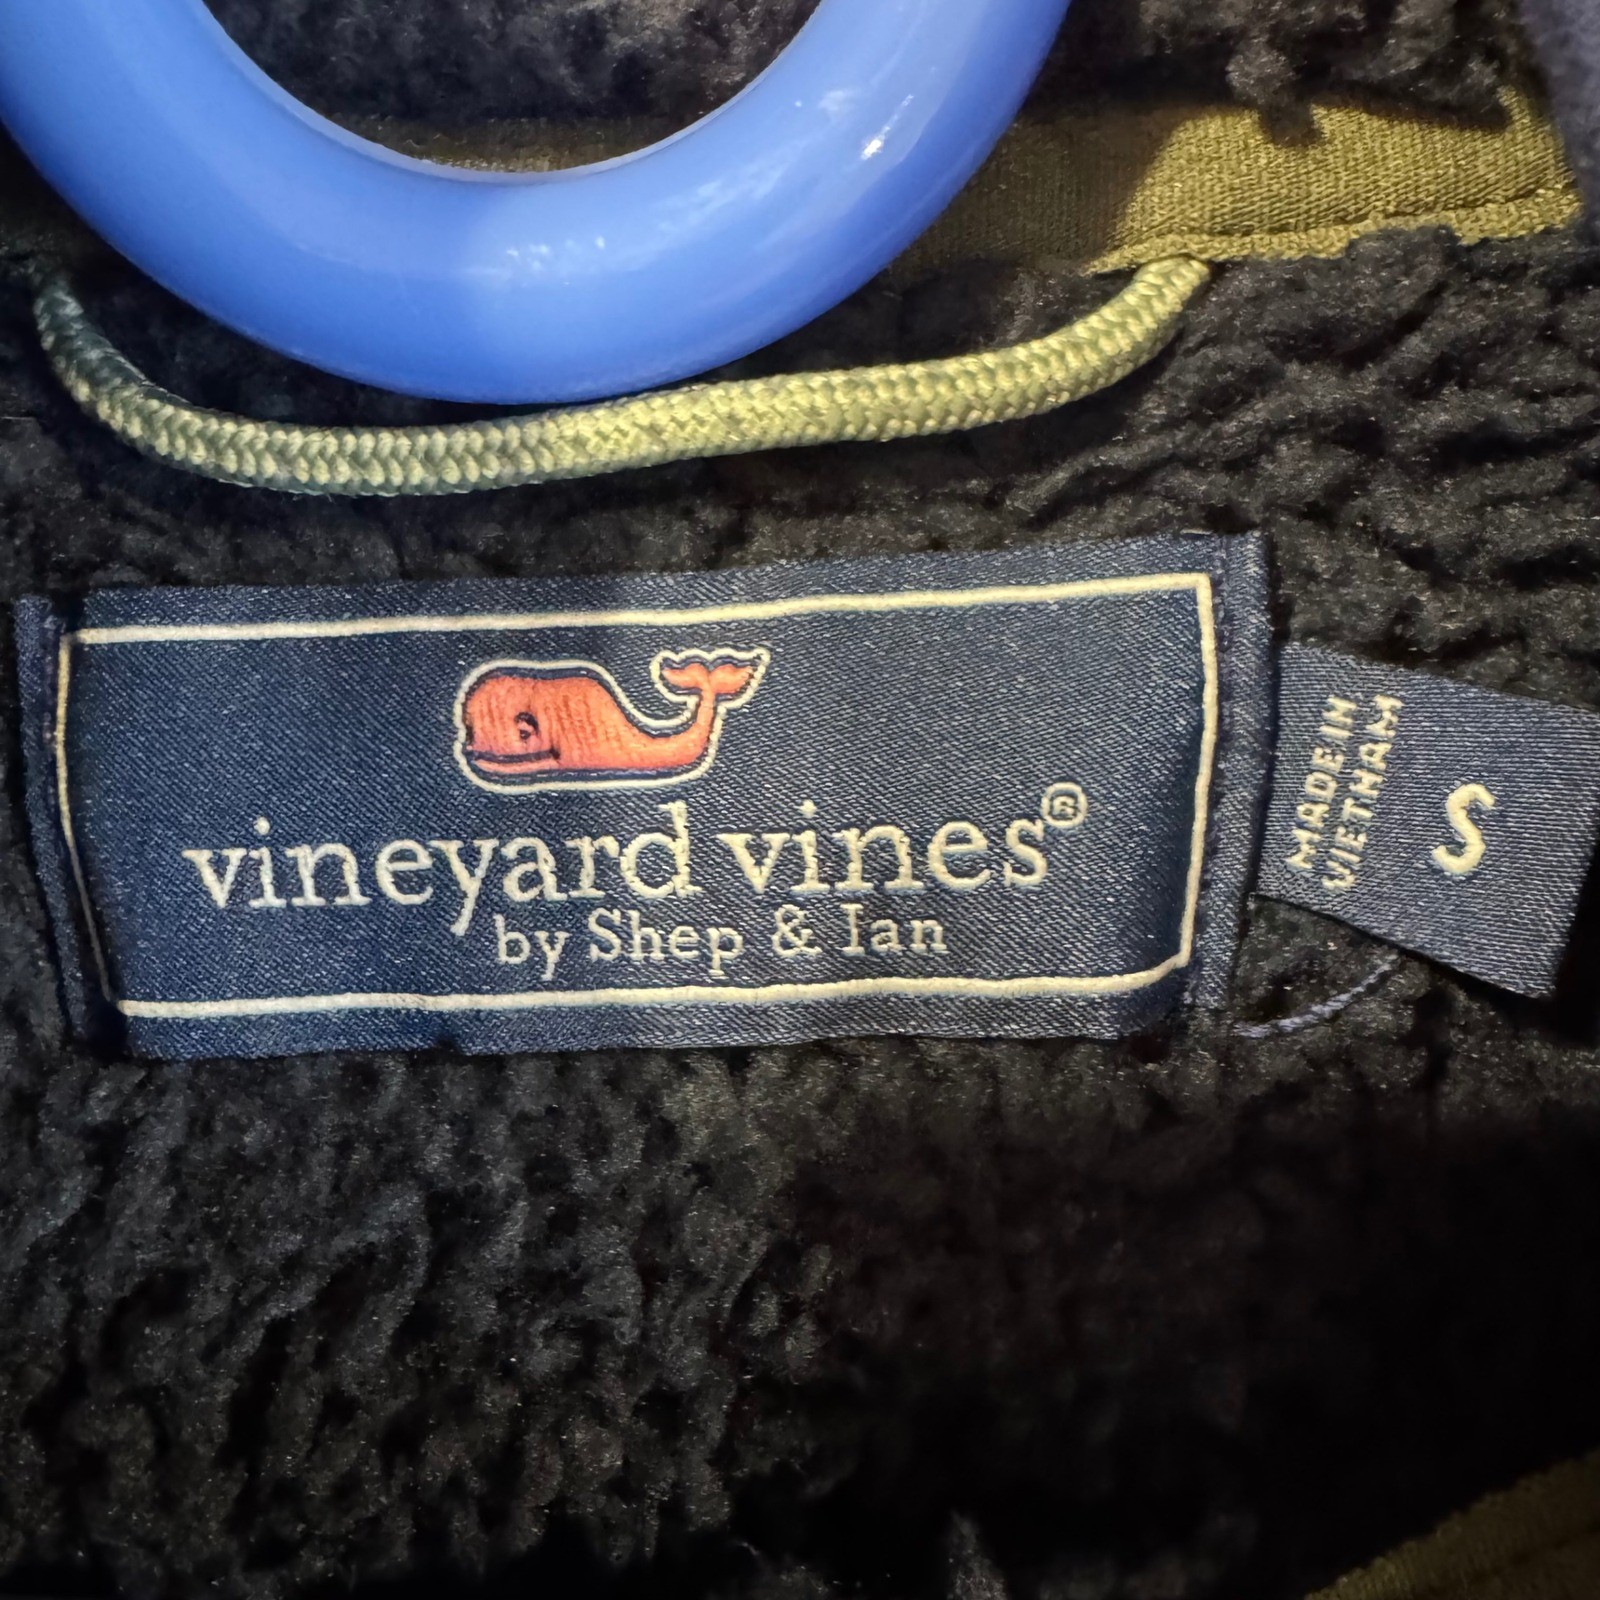 vineyard vines®
by Shep & Ian
MADE IN
VIETNAM
S